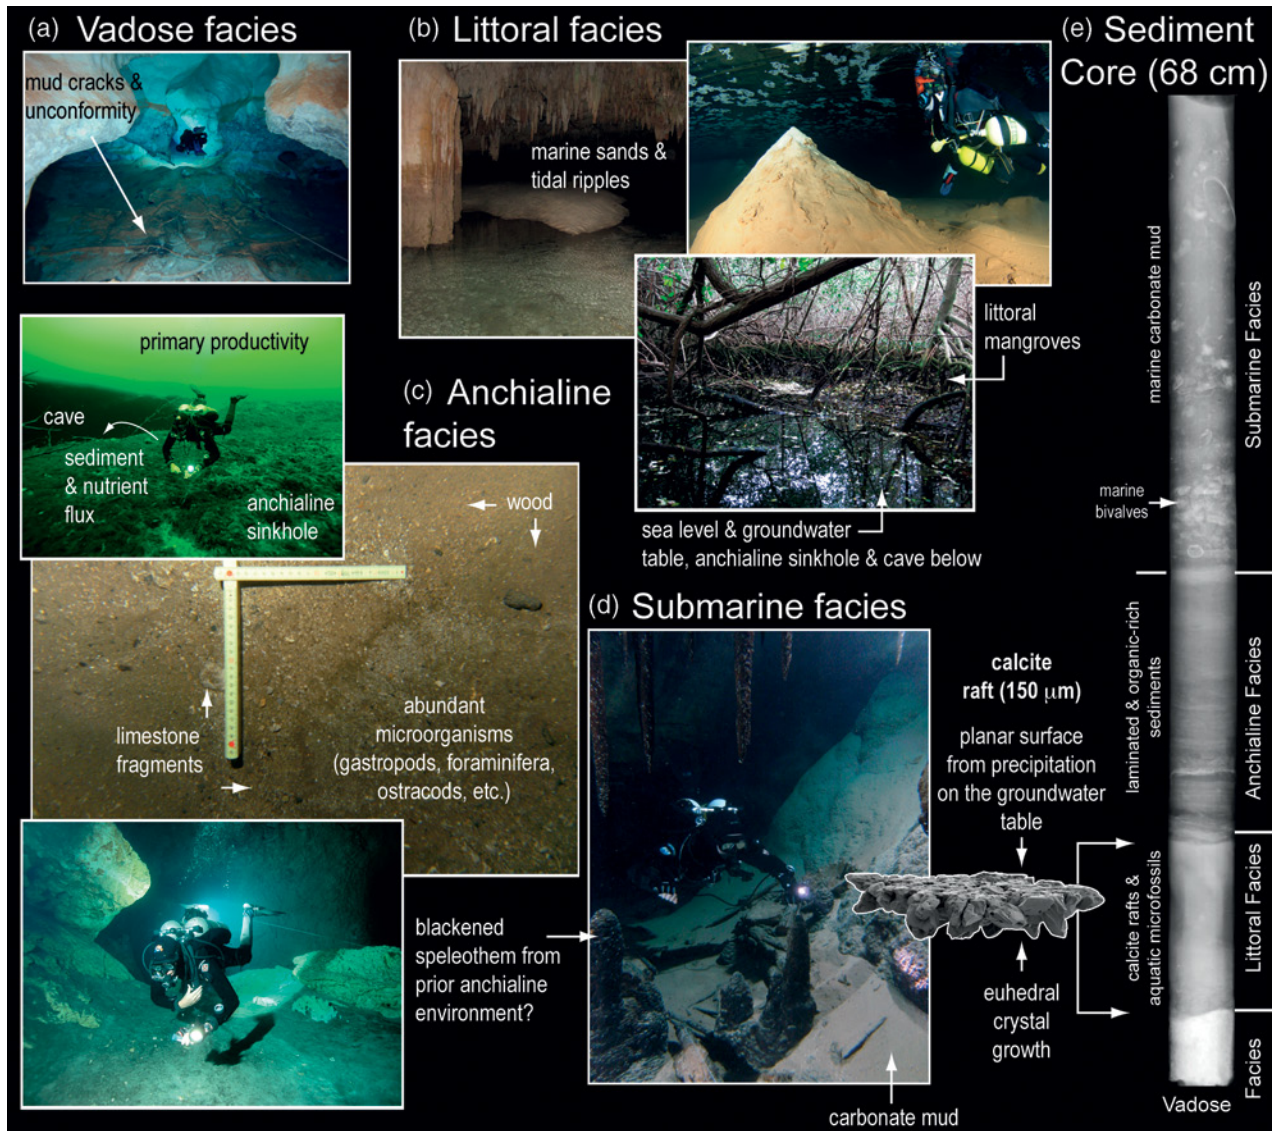 (a) Vadose facies
mud cracks &
unconformity
(b) Littoral facies
marine sands &
tidal ripples
littoral
mangroves
sea level & groundwater
table, anchialine sinkhole & cave below
primary productivity
cave
sediment
& nutrient
flux
anchialine
sinkhole
(c) Anchialine
facies
wood
limestone
fragments
abundant
microorganisms
(gastropods, foraminifera,
ostracods, etc.)
(d) Submarine facies
blackened
speleothem from
prior anchialine
environment?
carbonate mud
calcite
raft (150 μm)
planar surface
from precipitation
on the groundwater
table
euhedral
crystal
growth
(e) Sediment
Core (68 cm)
marine carbonate mud
Submarine Facies
marine
bivalves
laminated & organic-rich
sediments
Anchialine Facies
calcite rafts &
aquatic microfossils
Littoral Facies
Facies
Vadose